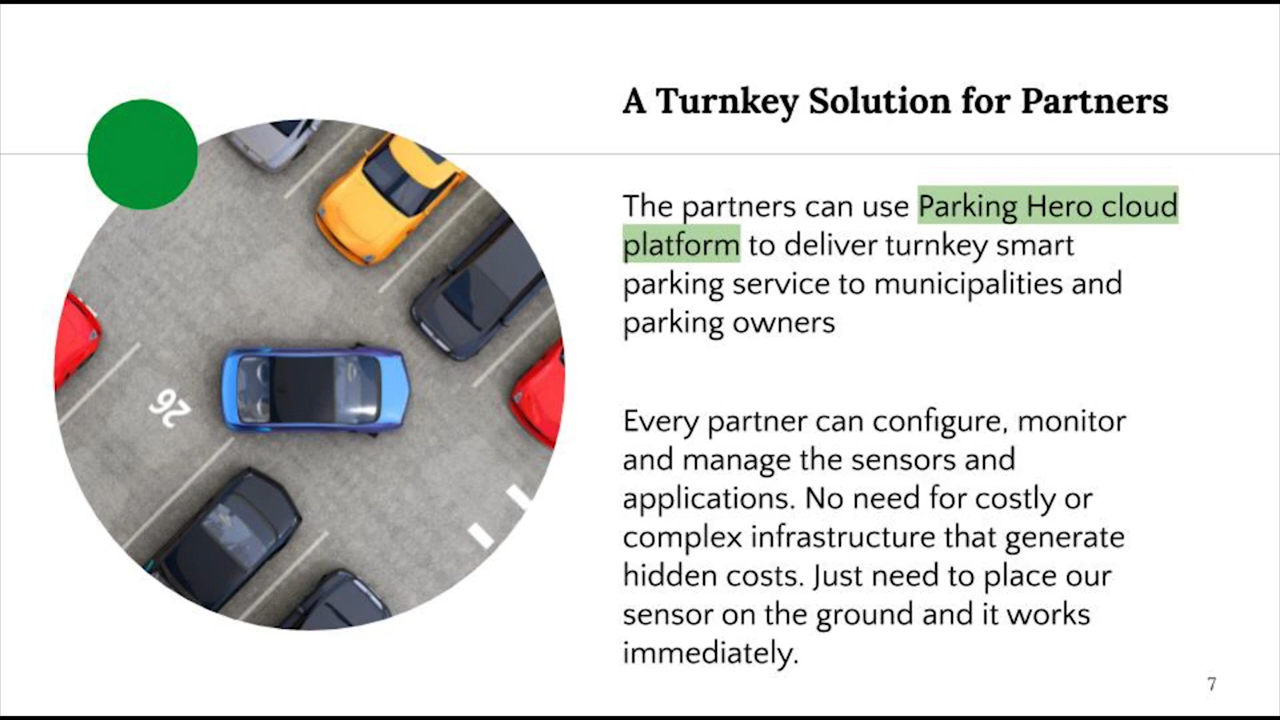 A Turnkey Solution for Partners
The partners can use Parking Hero cloud
platform to deliver turnkey smart
parking service to municipalities and
parking owners
Every partner can configure, monitor
and manage the sensors and
applications. No need for costly or
complex infrastructure that generate
hidden costs. Just need to place our
sensor on the ground and it works
immediately.
26
7